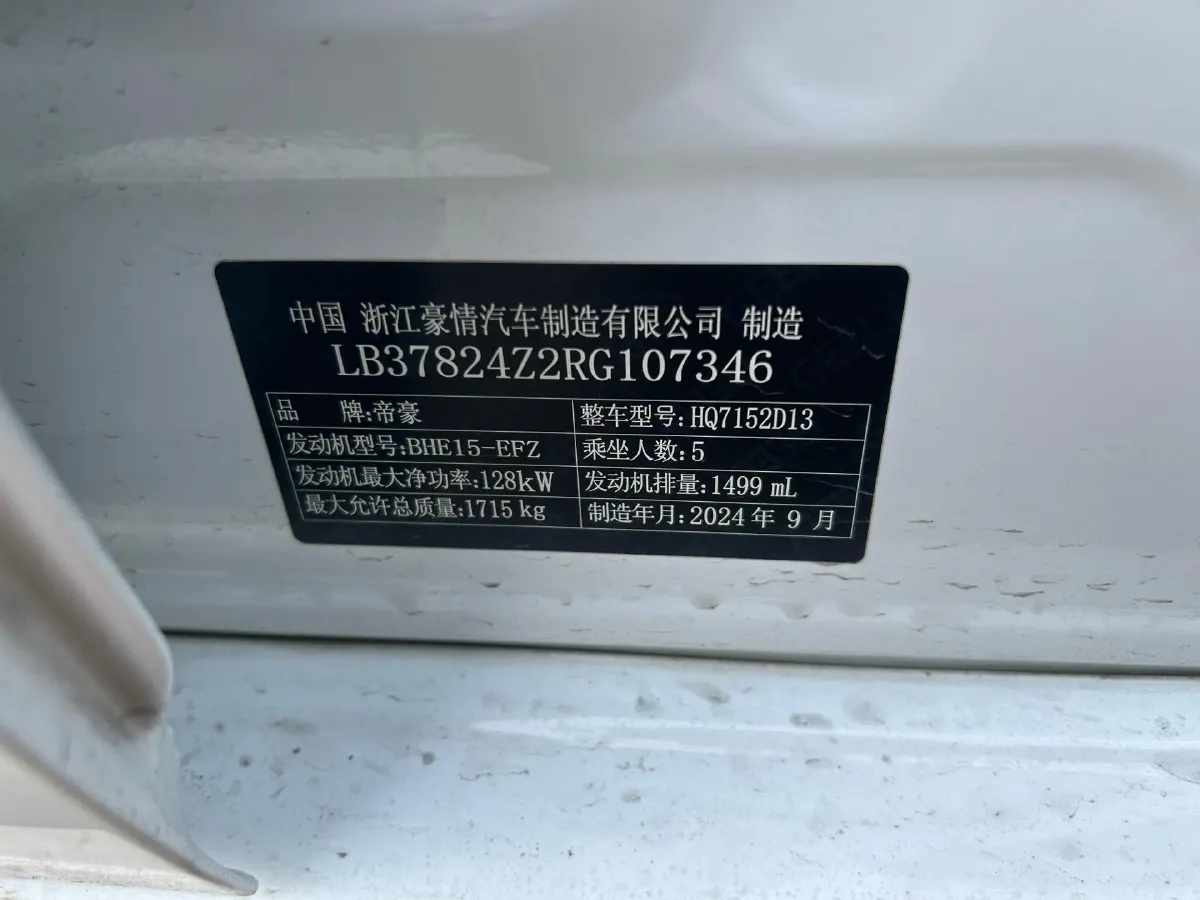 中国 浙江豪情汽车制造有限公司 制造
LB37824Z2RG107346
品 牌:帝豪 整车型号:HQ7152D13
发动机型号:BHE15-EFZ 乘坐人数:5
发动机最大净功率:128kW 发动机排量:1499 mL
最大允许总质量:1715 kg 制造年月:2024 年 9 月